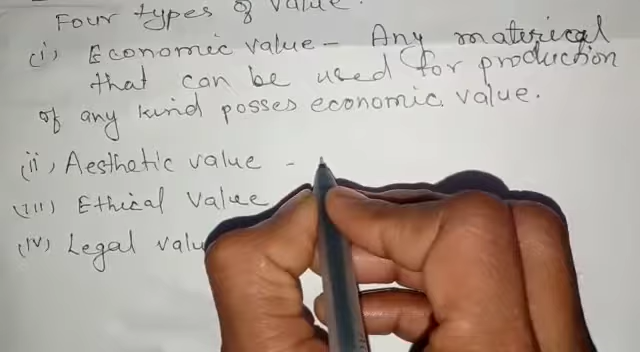 Four types of value.
(i) Economic value - Any material
that can be used for production
of any kind posses economic value.
(ii) Aesthetic value -
(iii) Ethical Value
(iv) Legal valu